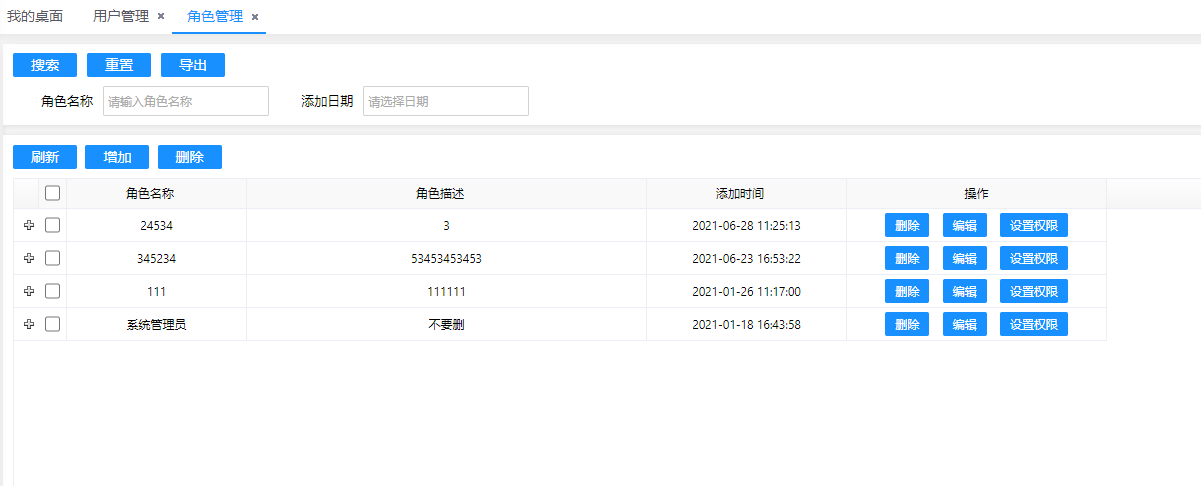 我的桌面 用户管理 角色管理
搜索 重置 导出
角色名称 请输入角色名称 添加日期 请选择日期
刷新 增加 删除
角色名称 角色描述 添加时间 操作
24534 3 2021-06-28 11:25:13 删除 编辑 设置权限
345234 53453453453 2021-06-23 16:53:22 删除 编辑 设置权限
111 111111 2021-01-26 11:17:00 删除 编辑 设置权限
系统管理员 不要删 2021-01-18 16:43:58 删除 编辑 设置权限